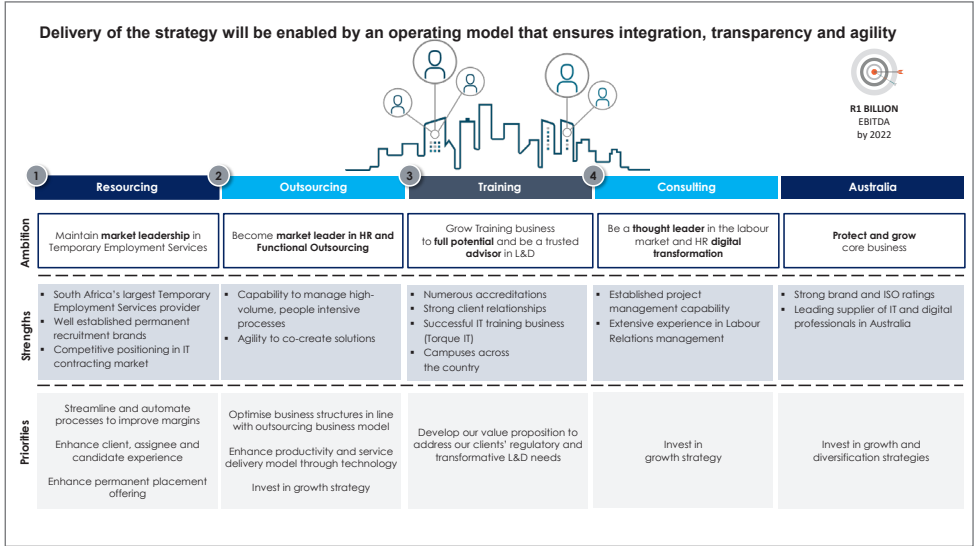 Delivery of the strategy will be enabled by an operating model that ensures integration, transparency and agility
R1 BILLION
EBITDA
by 2022
1
Resourcing
2
Outsourcing
3
Training
4
Consulting
Australia
Ambition
Maintain market leadership in
Temporary Employment Services
Become market leader in HR and
Functional Outsourcing
Grow Training business
to full potential and be a trusted
advisor in L&D
Be a thought leader in the labour
market and HR digital
transformation
Protect and grow
core business
Strengths
▪ South Africa's largest Temporary
Employment Services provider
▪ Well established permanent
recruitment brands
▪ Competitive positioning in IT
contracting market
▪ Capability to manage high-
volume, people intensive
processes
▪ Agility to co-create solutions
▪ Numerous accreditations
▪ Strong client relationships
▪ Successful IT training business
(Torque IT)
▪ Campuses across
the country
▪ Established project
management capability
▪ Extensive experience in Labour
Relations management
▪ Strong brand and ISO ratings
▪ Leading supplier of IT and digital
professionals in Australia
Priorities
Streamline and automate
processes to improve margins
Enhance client, assignee and
candidate experience
Enhance permanent placement
offering
Optimise business structures in line
with outsourcing business model
Enhance productivity and service
delivery model through technology
Invest in growth strategy
Develop our value proposition to
address our clients' regulatory and
transformative L&D needs
Invest in
growth strategy
Invest in growth and
diversification strategies